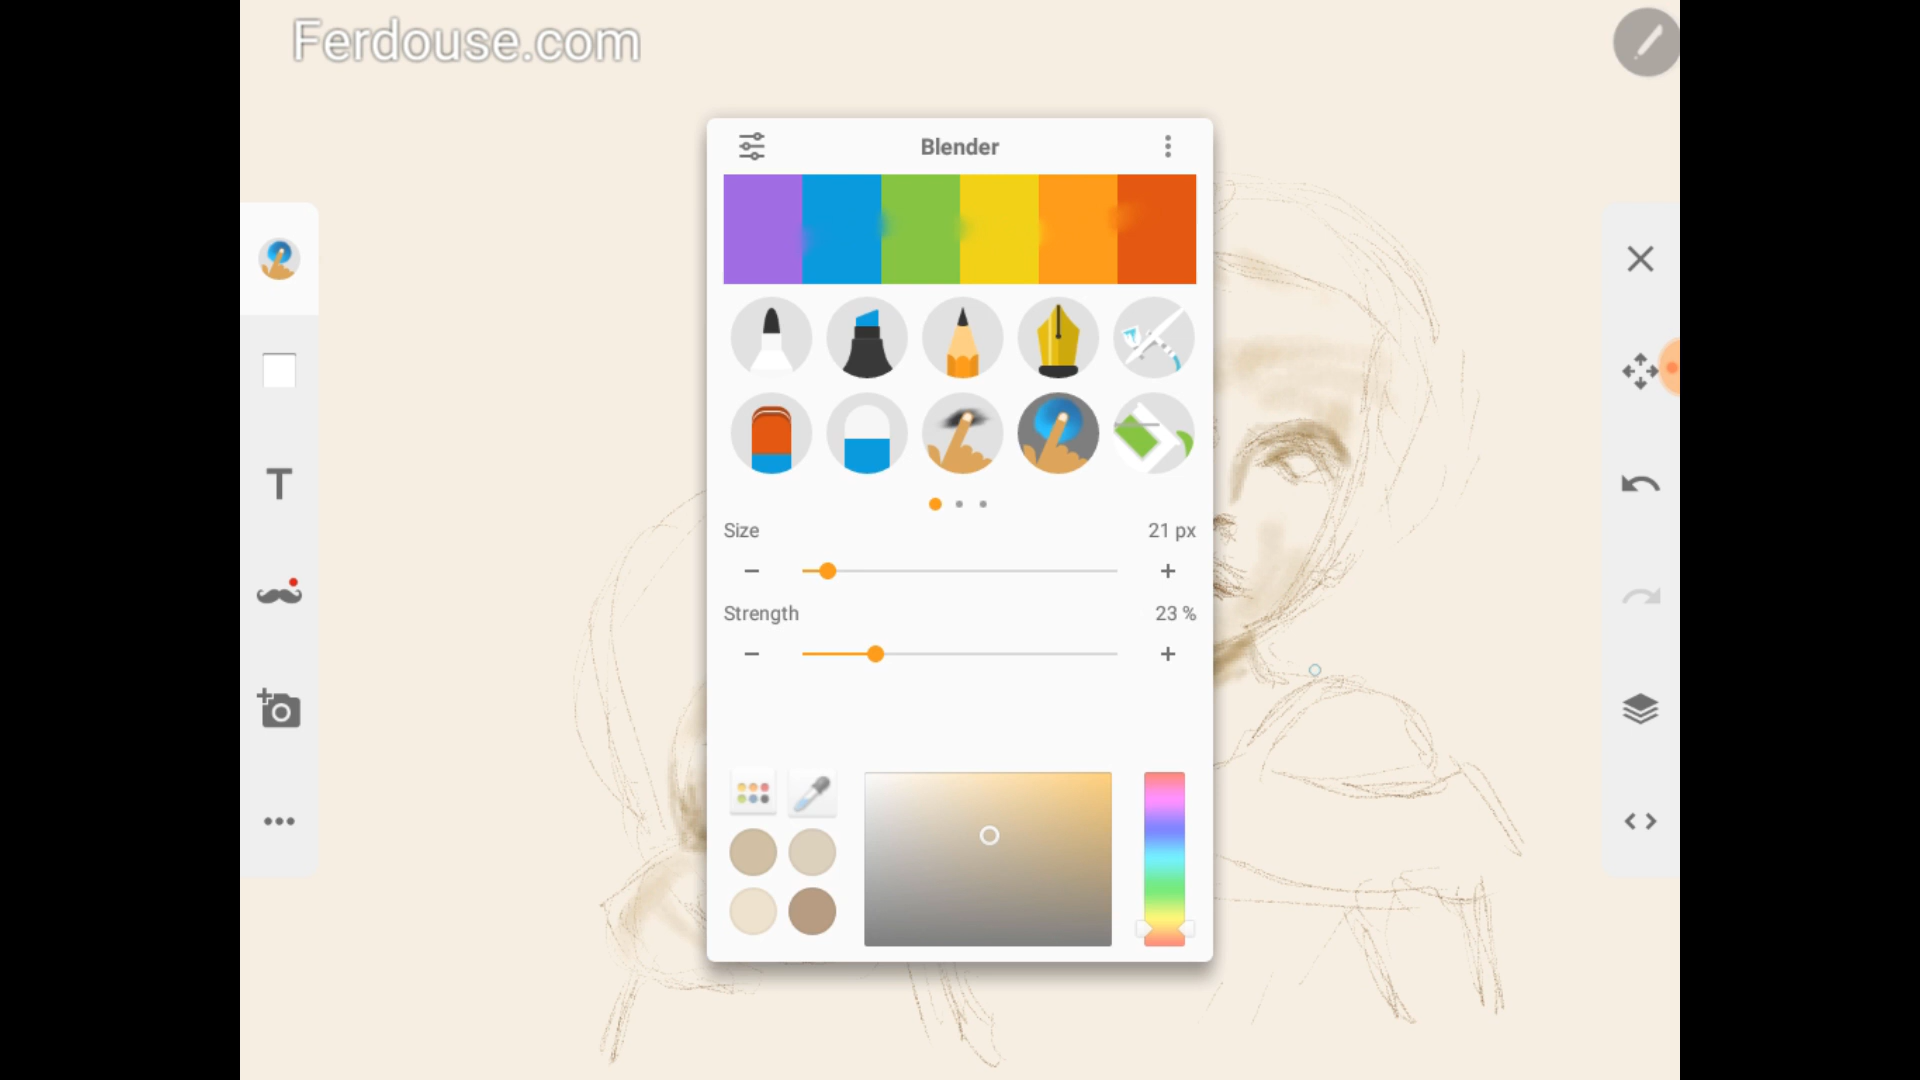 Ferdouse.com
Blender
T
Size 21 px
Strength 23 %